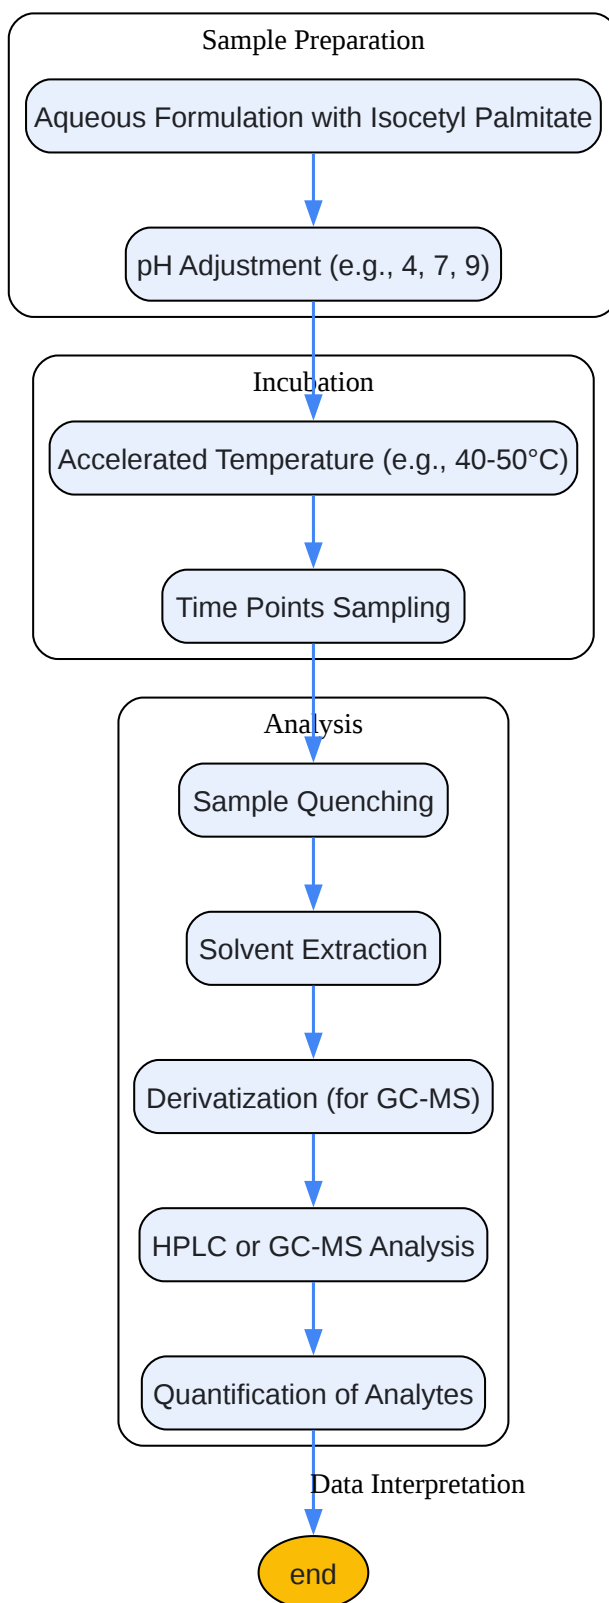 Sample Preparation
Aqueous Formulation with Isocetyl Palmitate
pH Adjustment (e.g., 4, 7, 9)
Incubation
Accelerated Temperature (e.g., 40-50°C)
Time Points Sampling
Analysis
Sample Quenching
Solvent Extraction
Derivatization (for GC-MS)
HPLC or GC-MS Analysis
Quantification of Analytes
Data Interpretation
end